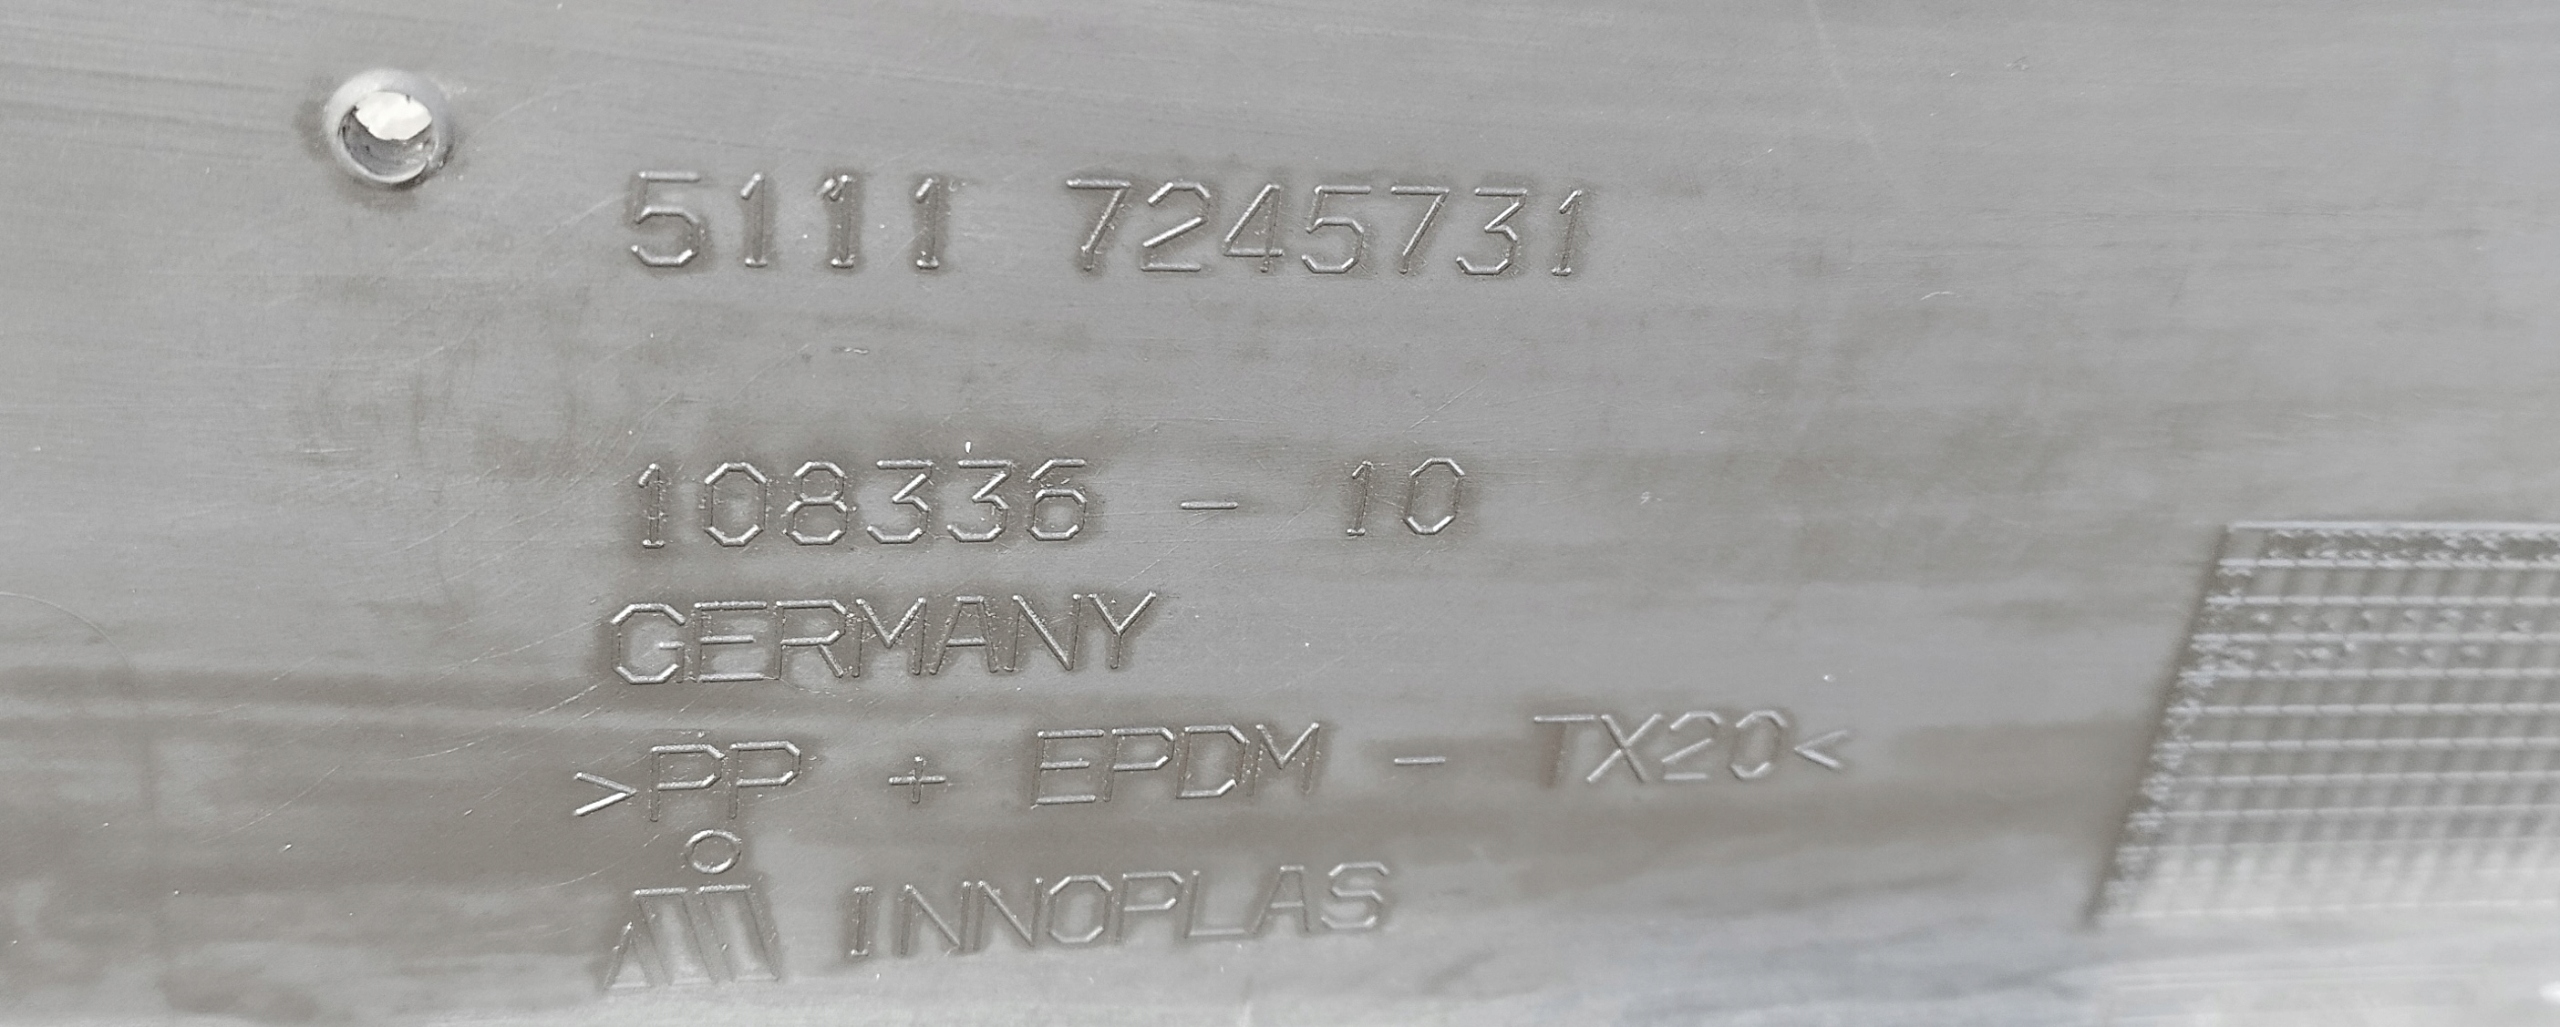 5111 7245731
108336 - 10
GERMANY
>PP + EPDM - TX20<
INNOPLAS